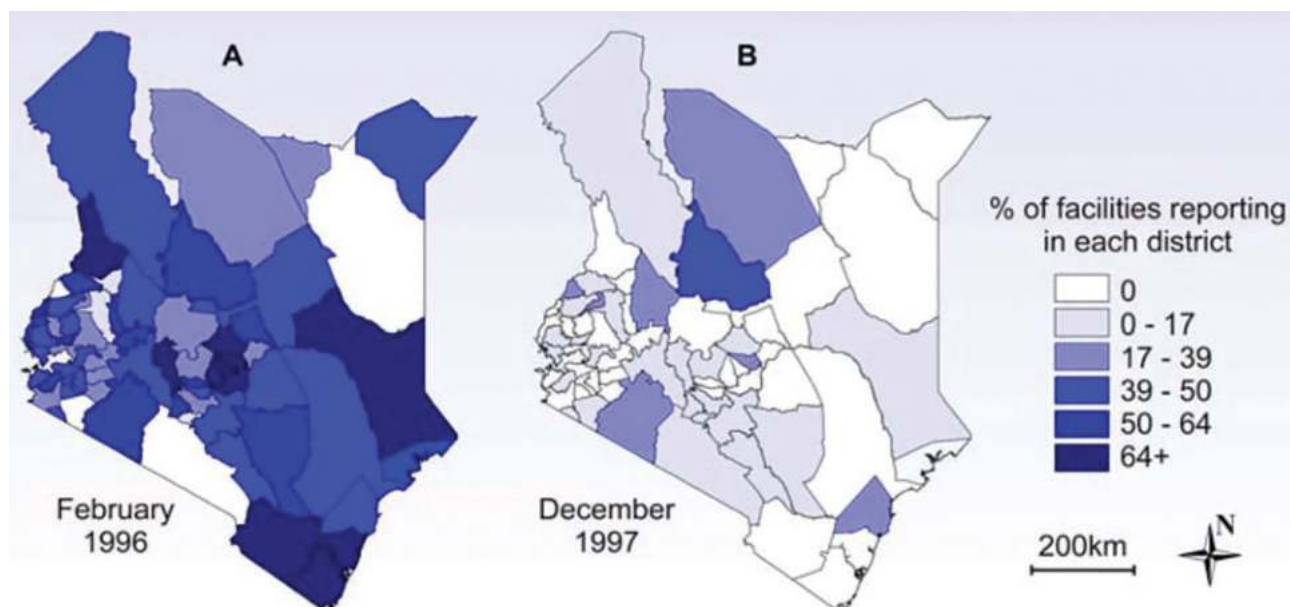 A
B
February
1996
December
1997
% of facilities reporting
in each district
0
0 - 17
17 - 39
39 - 50
50 - 64
64+
200km
N